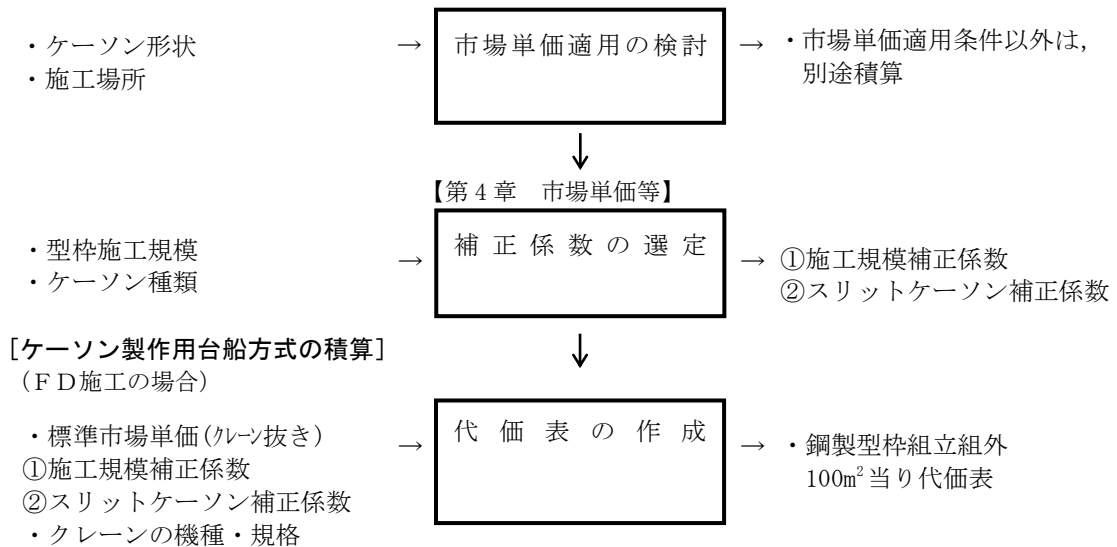 ・ケーソン形状
・施工場所
→
市場単価適用の検討
→
・市場単価適用条件以外は，
別途積算
↓
【第４章　市場単価等】
・型枠施工規模
・ケーソン種類
→
補正係数の選定
→
①施工規模補正係数
②スリットケーソン補正係数
↓
［ケーソン製作用台船方式の積算］
（ＦＤ施工の場合）
・標準市場単価(ｸﾚｰﾝ抜き)
①施工規模補正係数
②スリットケーソン補正係数
・クレーンの機種・規格
→
代価表の作成
→
・鋼製型枠組立組外
100m²当り代価表